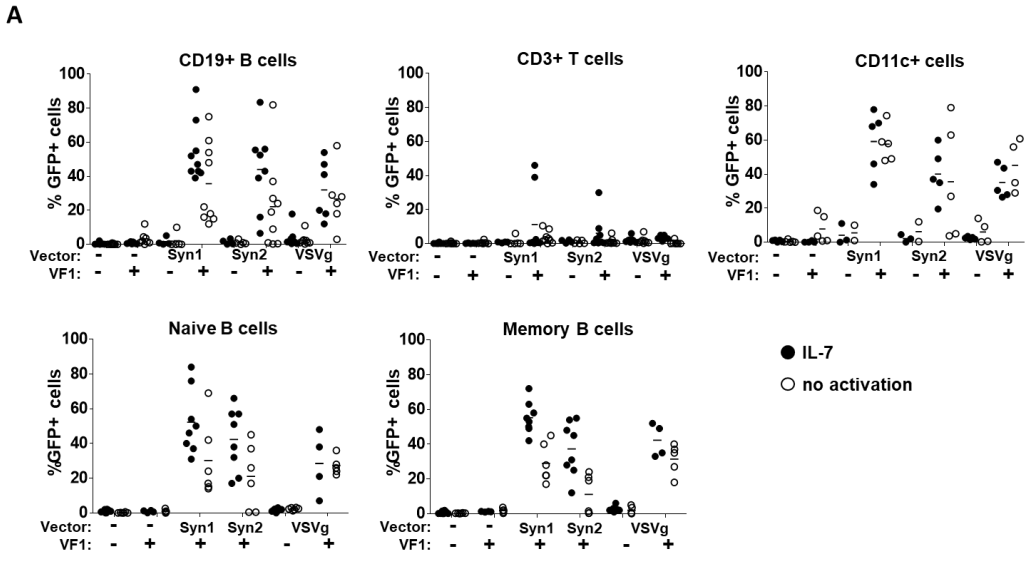 A
CD19+ B cells
% GFP+ cells
100
80
60
40
20
0
Vector: - - Syn1 Syn2 VSVg
VF1: - + - + - + - +
CD3+ T cells
% GFP+ cells
100
80
60
40
20
0
Vector: - - Syn1 Syn2 VSVg
VF1: - + - + - + - +
CD11c+ cells
% GFP+ cells
100
80
60
40
20
0
Vector: - - Syn1 Syn2 VSVg
VF1: - + - + - + - +
Naive B cells
%GFP+ cells
100
80
60
40
20
0
Vector: - Syn1 Syn2 VSVg
VF1: - + + + - +
Memory B cells
%GFP+ cells
100
80
60
40
20
0
Vector: - Syn1 Syn2 VSVg
VF1: - + + + - +
IL-7
no activation